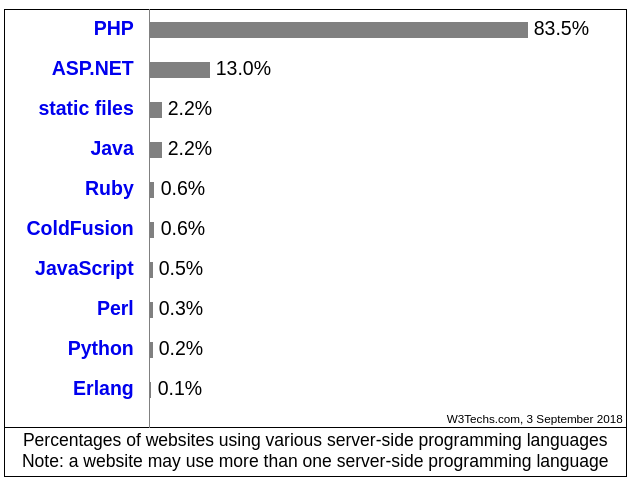 PHP 83.5%
ASP.NET 13.0%
static files 2.2%
Java 2.2%
Ruby 0.6%
ColdFusion 0.6%
JavaScript 0.5%
Perl 0.3%
Python 0.2%
Erlang 0.1%
W3Techs.com, 3 September 2018
Percentages of websites using various server-side programming languages
Note: a website may use more than one server-side programming language